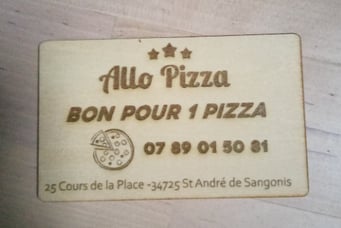 Allo Pizza
BON POUR 1 PIZZA
07 89 01 50 81
25 Cours de la Place -34725 St André de Sangonis